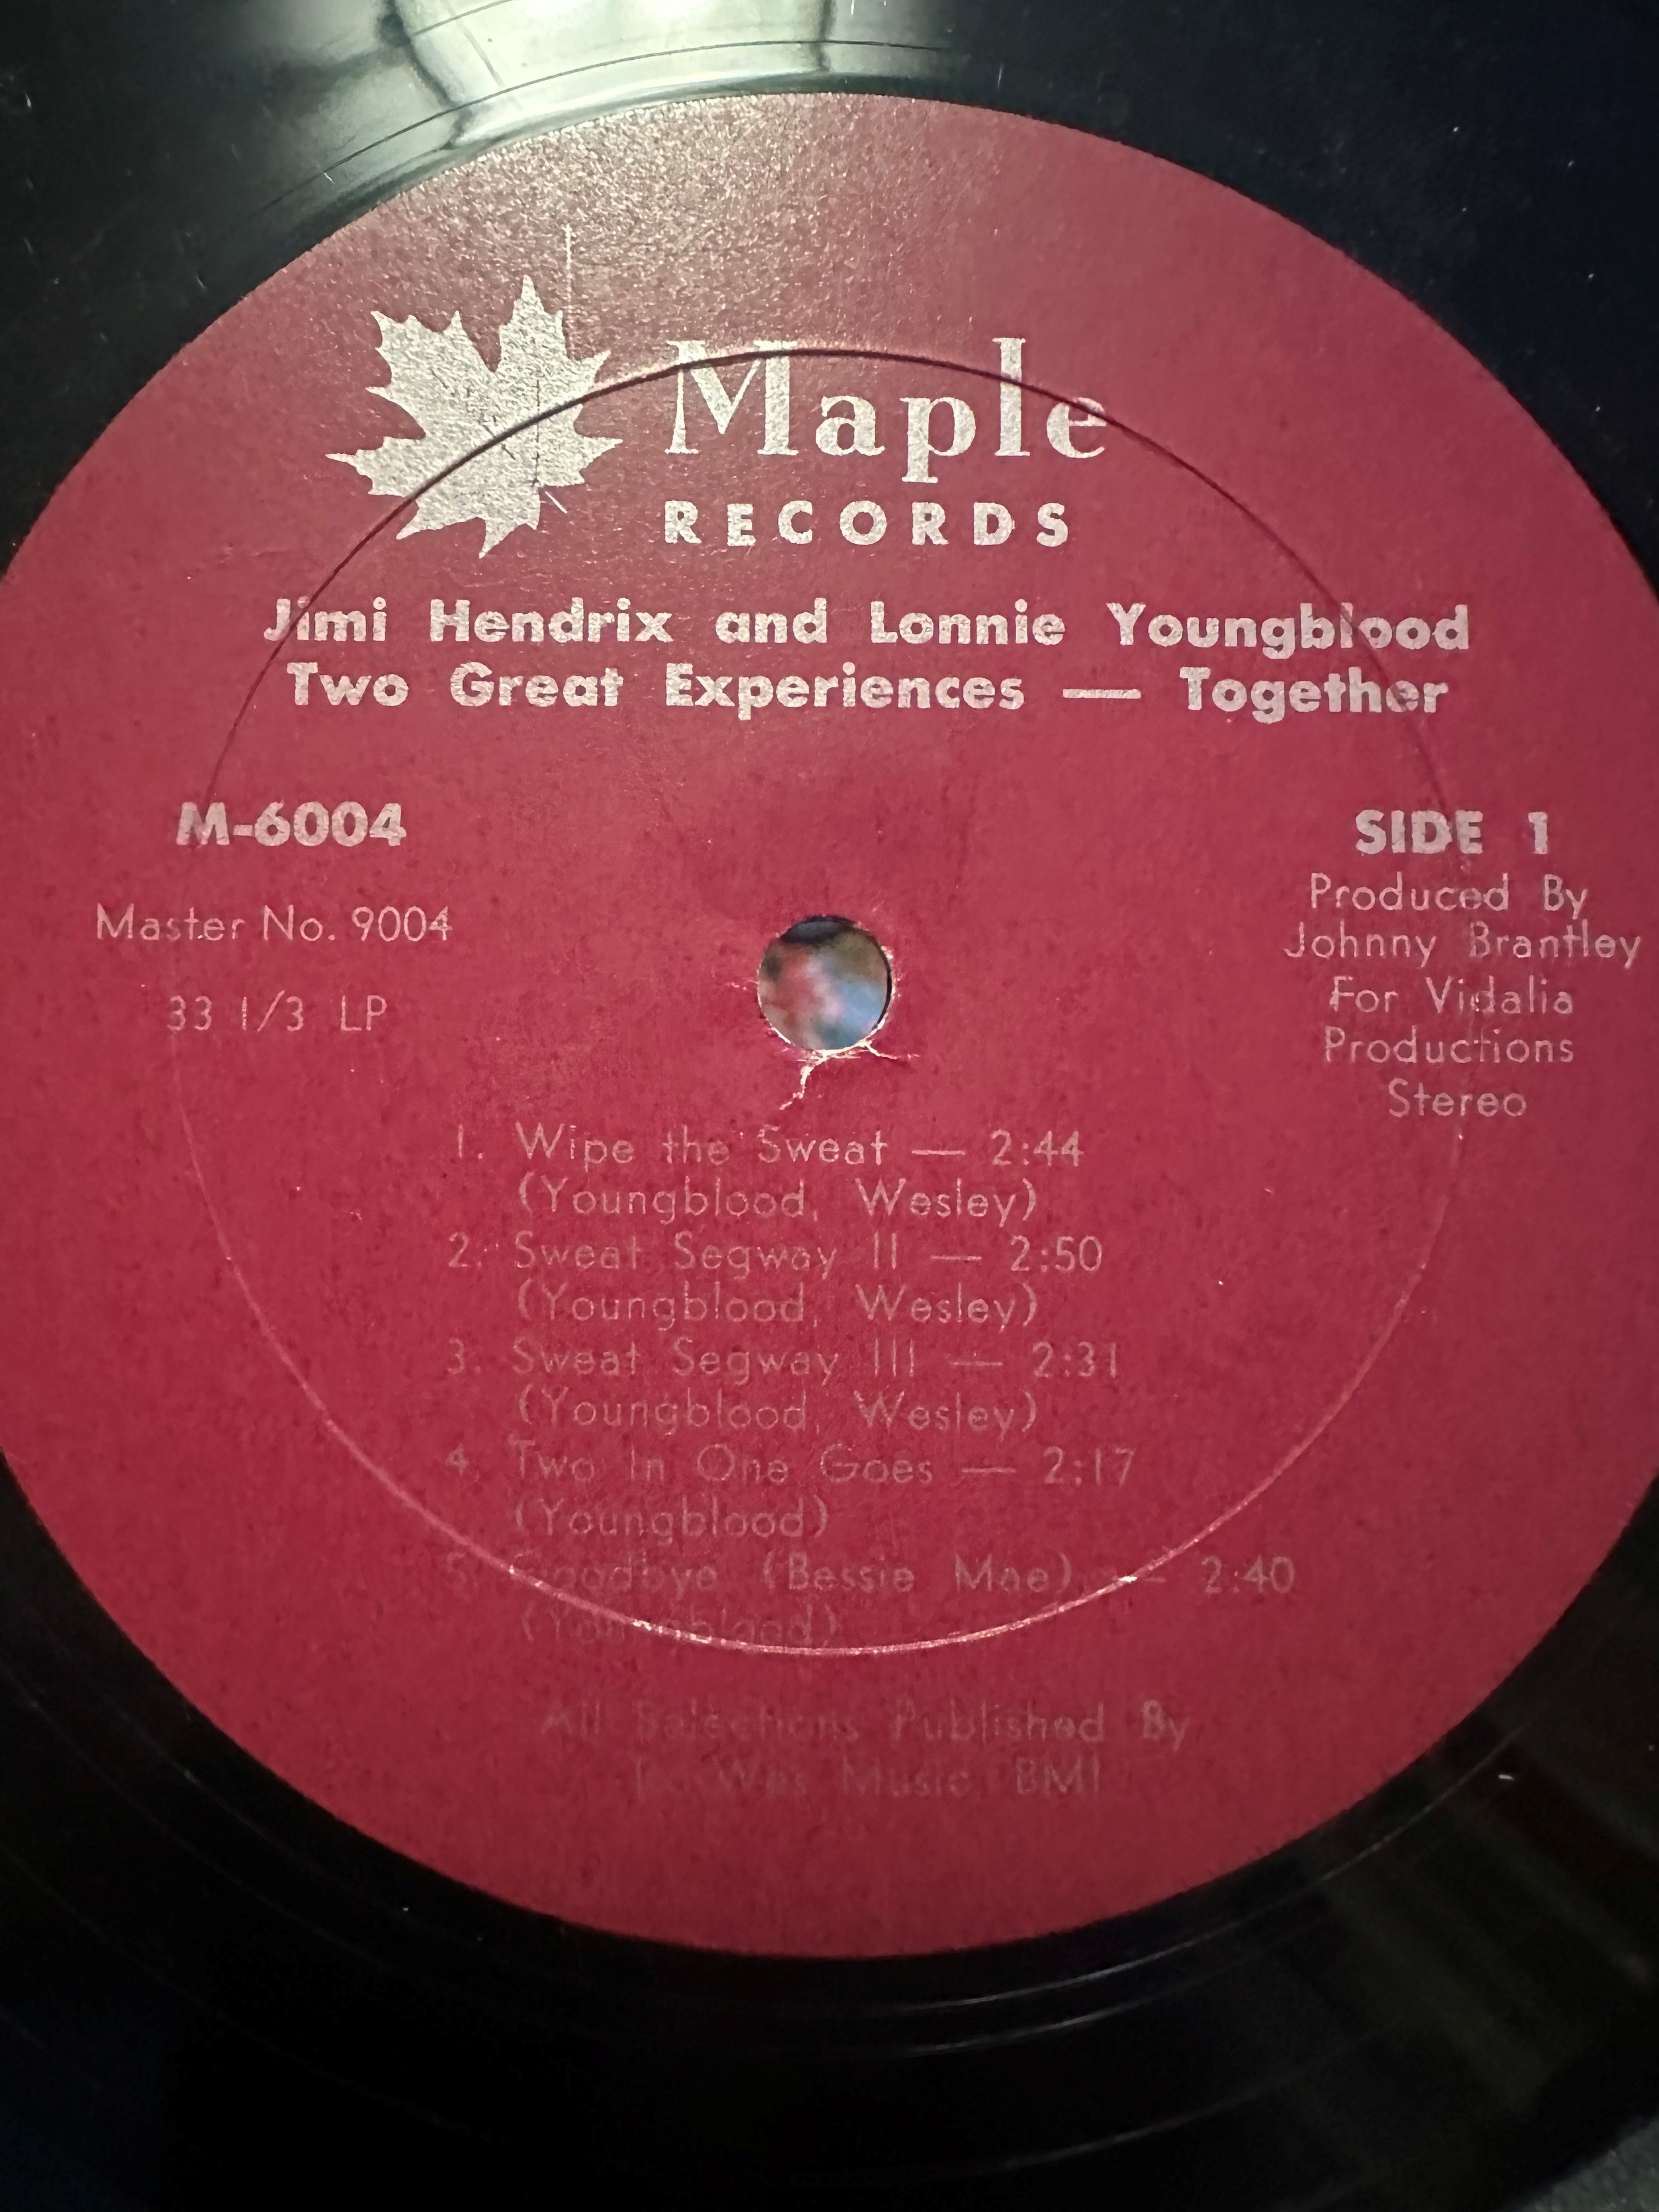 Maple
RECORDS
Jimi Hendrix and Lonnie Youngblood
Two Great Experiences — Together
M-6004
Master No. 9004
33 1/3 LP
SIDE 1
Produced By
Johnny Brantley
For Vidalia
Productions
Stereo
1. Wipe the Sweat — 2:44
(Youngblood, Wesley)
2. Sweat Segway II — 2:50
(Youngblood, Wesley)
3. Sweat Segway III — 2:31
(Youngblood, Wesley)
4. Two In One Goes — 2:17
(Youngblood)
5. Goodbye (Bessie Mae) — 2:40
(Youngblood)
All Selections Published By
Music BMI